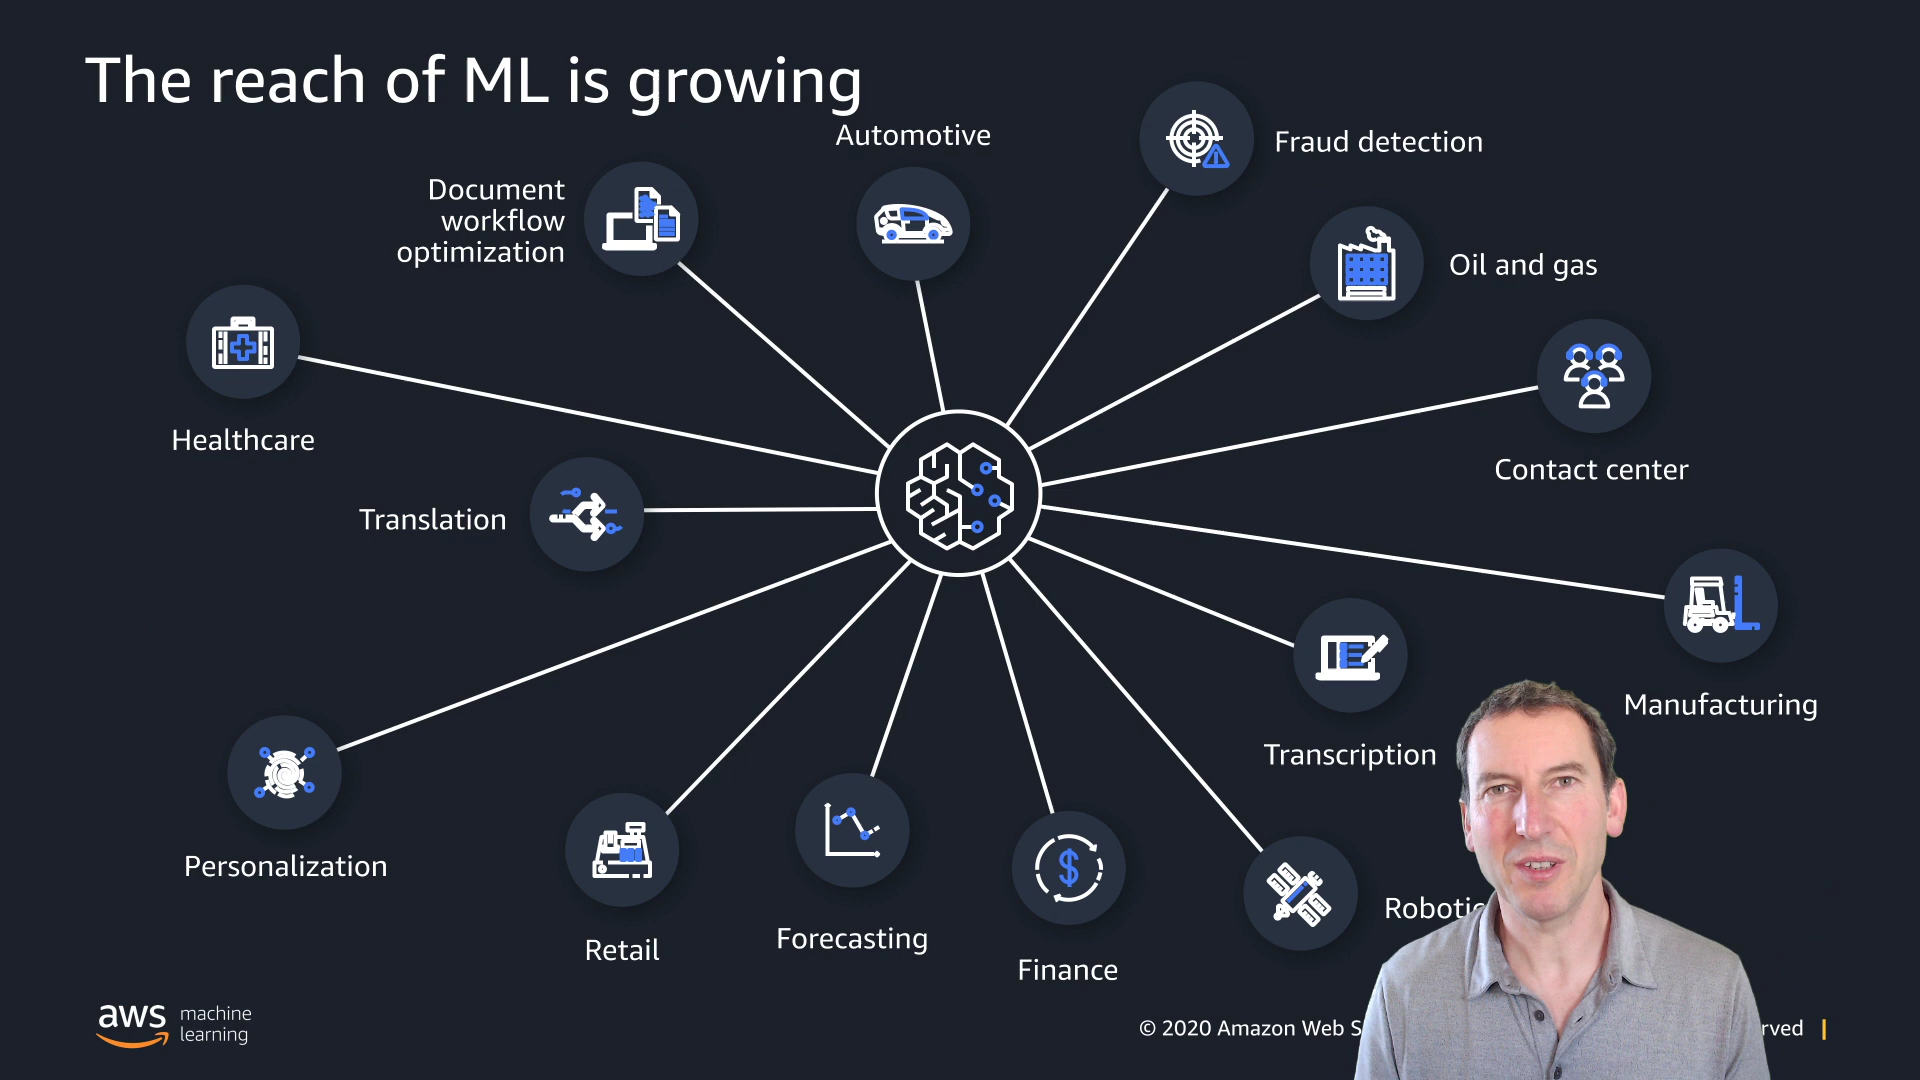 The reach of ML is growing
Automotive
Fraud detection
Document
workflow
optimization
Oil and gas
Healthcare
Contact center
Translation
Manufacturing
Transcription
Personalization
Robotic
Retail
Forecasting
Finance
$
aws machine
learning
© 2020 Amazon Web S
rved |